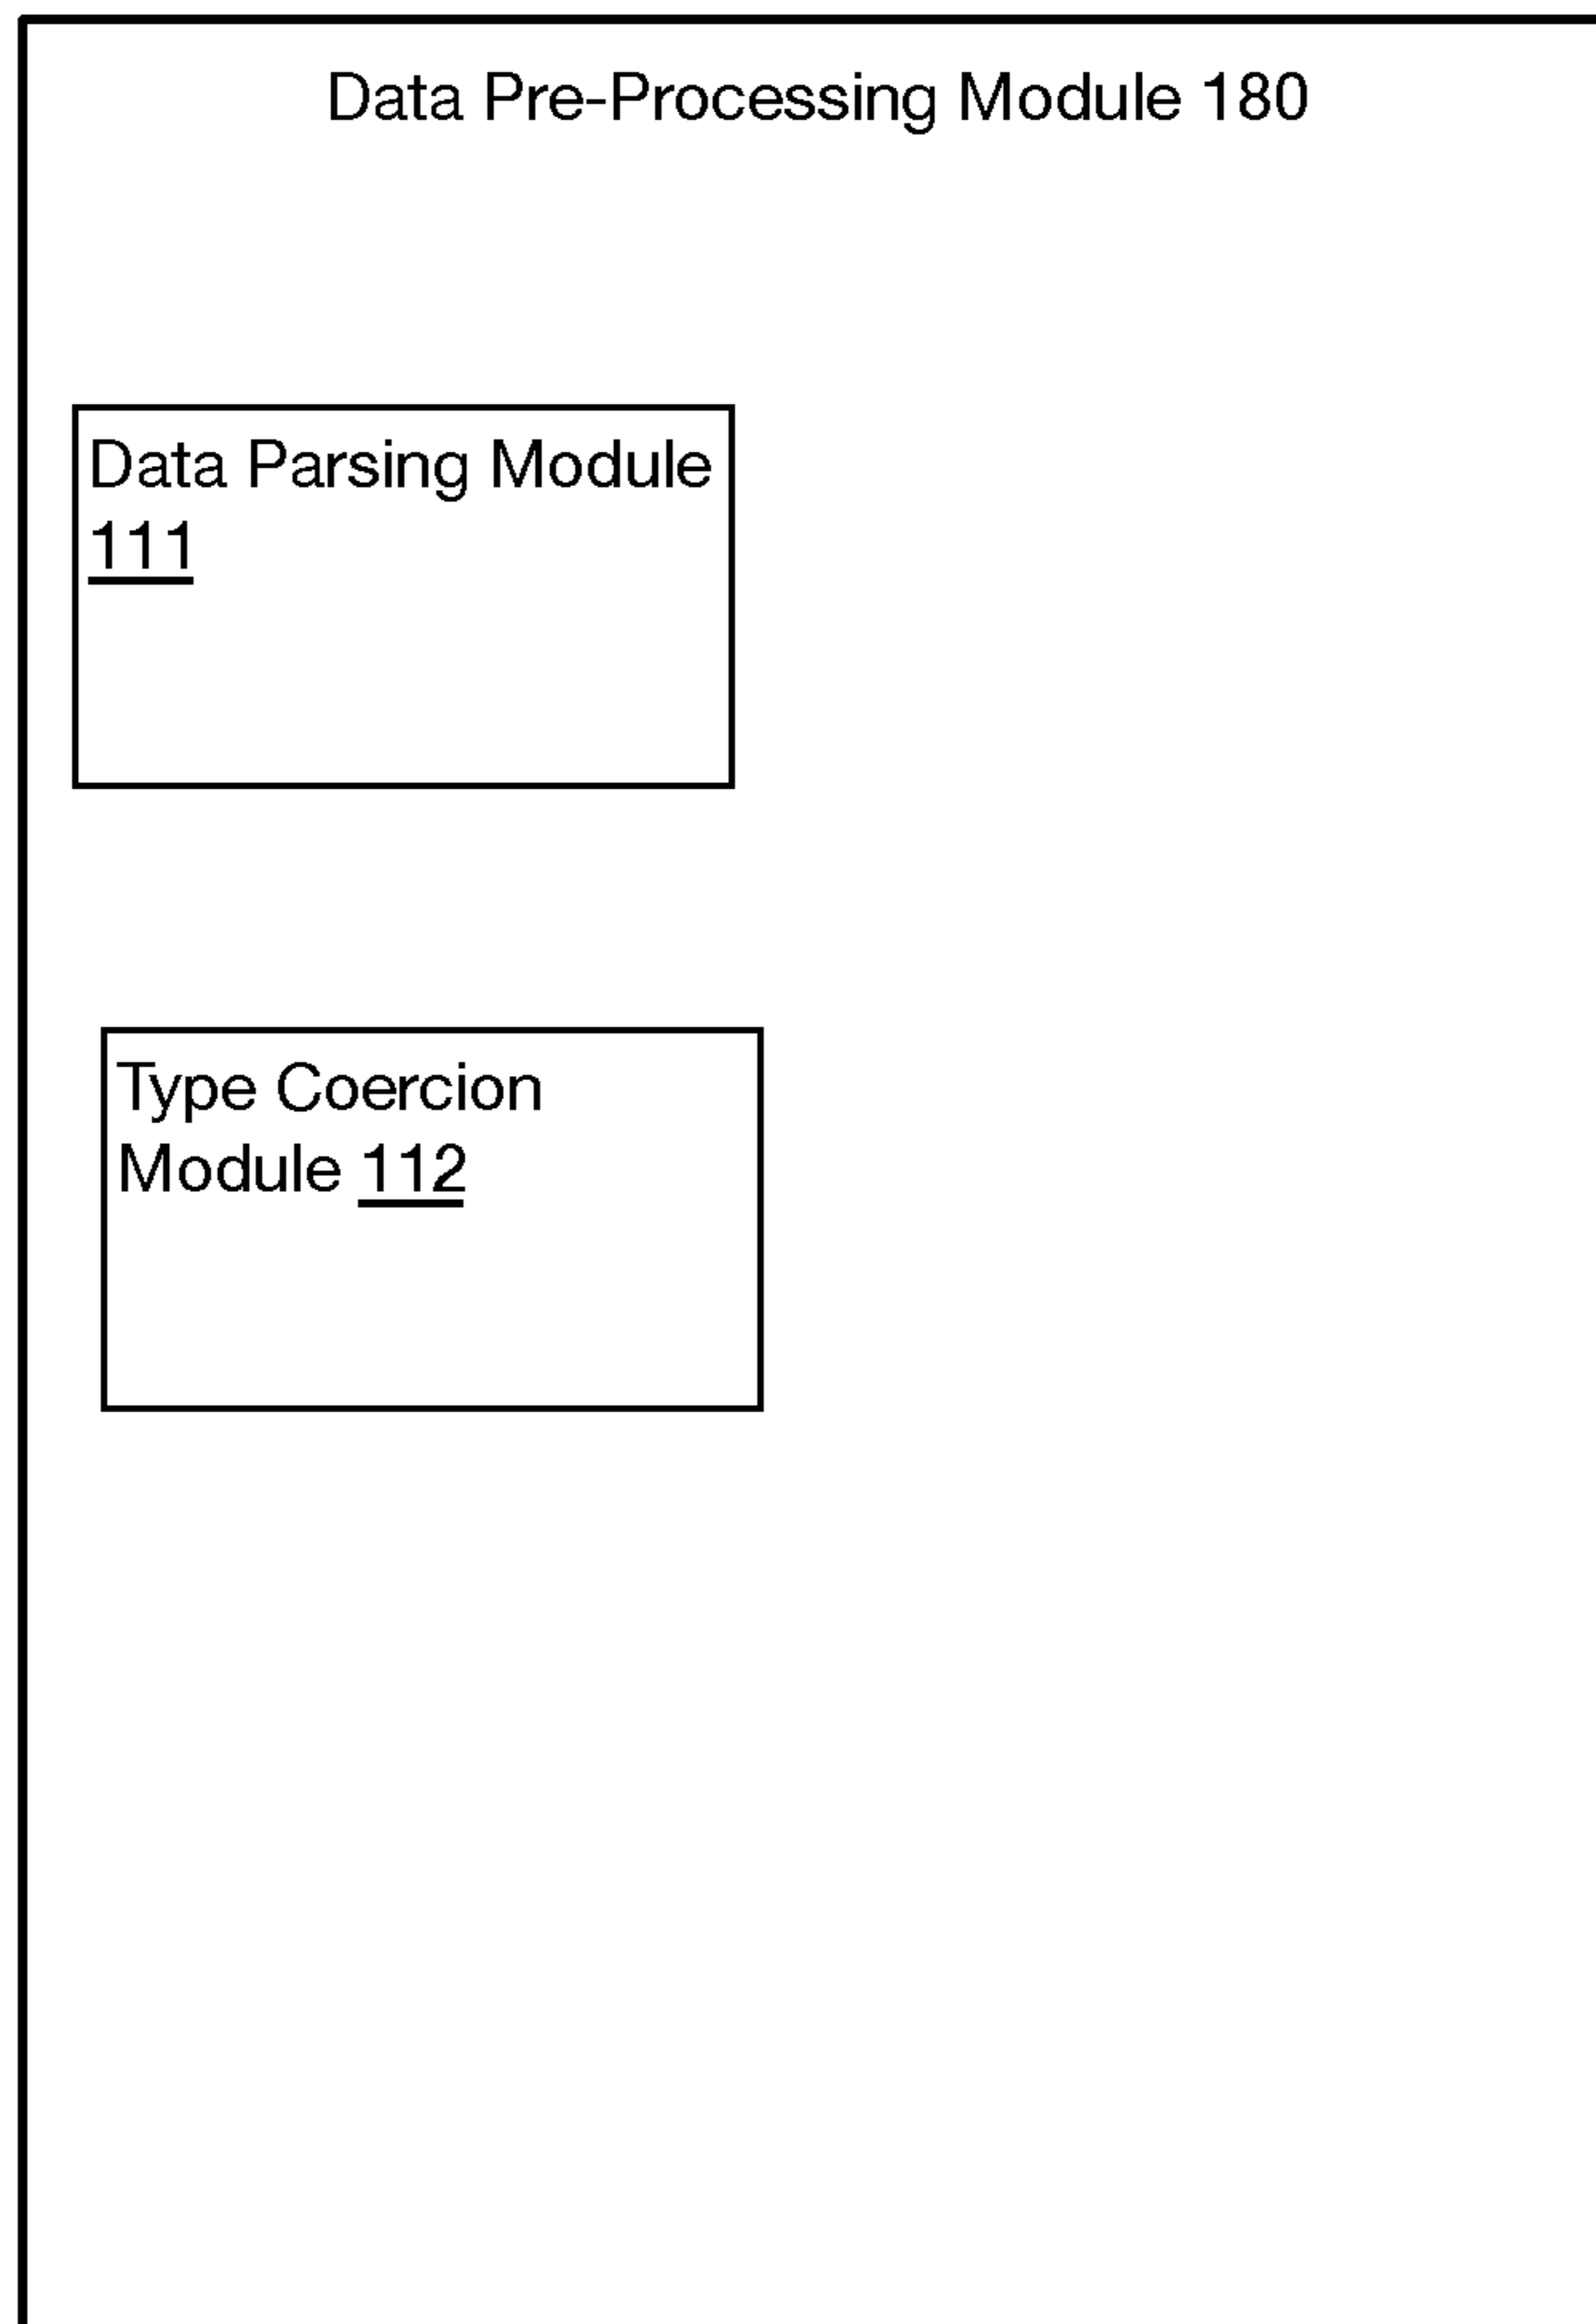 Data Pre-Processing Module 180
Data Parsing Module
111
Type Coercion
Module 112